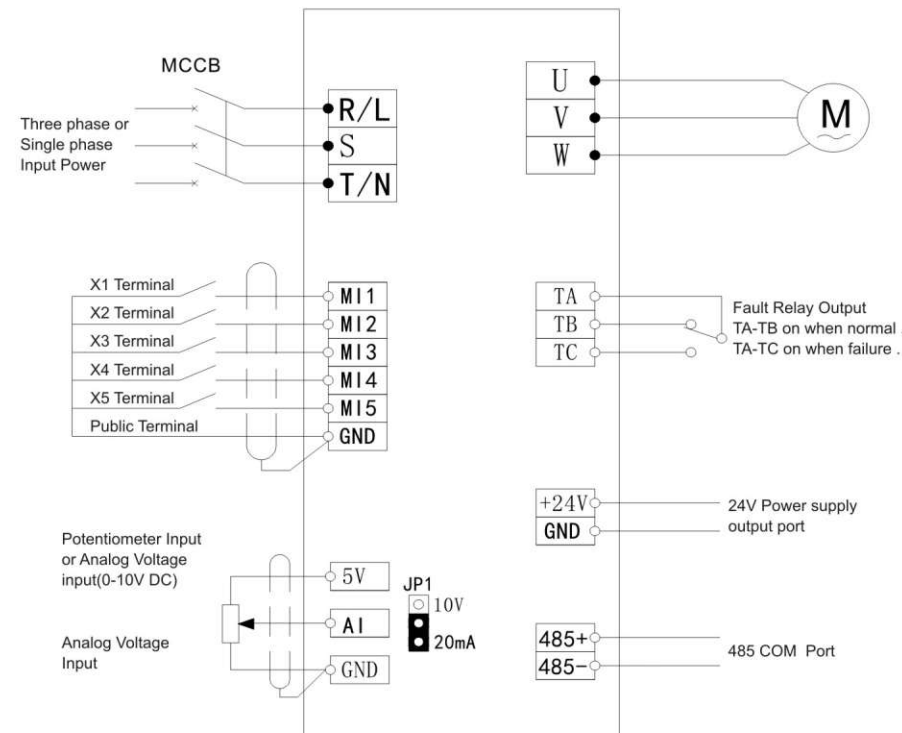 MCCB
Three phase or
Single phase
Input Power
R/L
S
T/N
U
V
W
M
X1 Terminal
X2 Terminal
X3 Terminal
X4 Terminal
X5 Terminal
Public Terminal
MI1
MI2
MI3
MI4
MI5
GND
TA
TB
TC
Fault Relay Output
TA-TB on when normal .
TA-TC on when failure .
+24V
GND
24V Power supply
output port
Potentiometer Input
or Analog Voltage
input(0-10V DC)
Analog Voltage
Input
5V
AI
GND
JP1
10V
20mA
485+
485-
485 COM Port